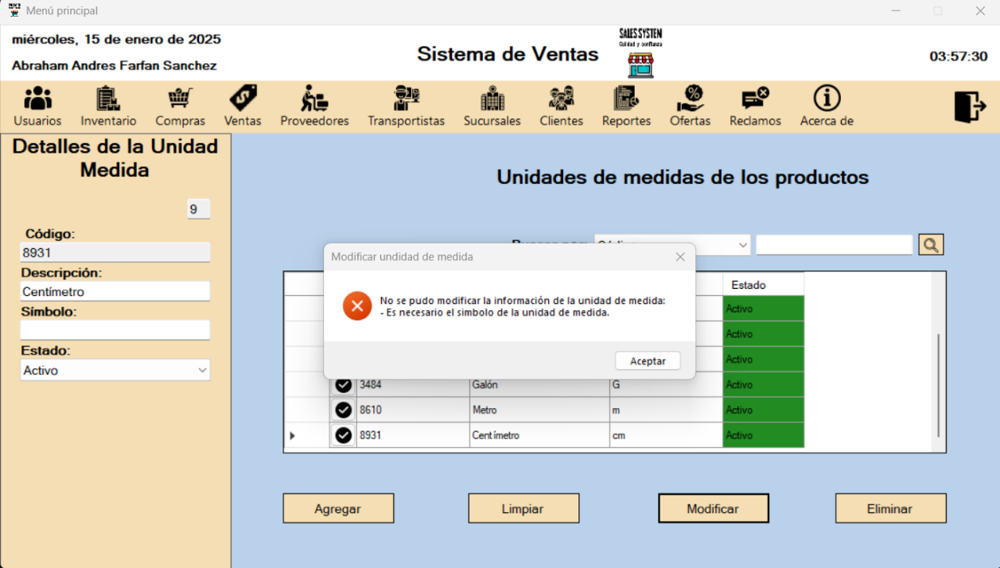 Menú principal
miércoles, 15 de enero de 2025
Abraham Andres Farfan Sanchez
Sistema de Ventas
SALES SYSTEM
Calidad y confianza
03:57:30
Usuarios Inventario Compras Ventas Proveedores Transportistas Sucursales Clientes Reportes Ofertas Reclamos Acerca de
Detalles de la Unidad
Medida
9
Código:
8931
Descripción:
Centímetro
Símbolo:
Estado:
Activo
Unidades de medidas de los productos
Modificar undidad de medida
No se pudo modificar la información de la unidad de medida:
- Es necesario el simbolo de la unidad de medida.
Aceptar
Estado
Activo
Activo
Activo
3484 Galón G Activo
8610 Metro m Activo
8931 Centímetro cm Activo
Agregar Limpiar Modificar Eliminar